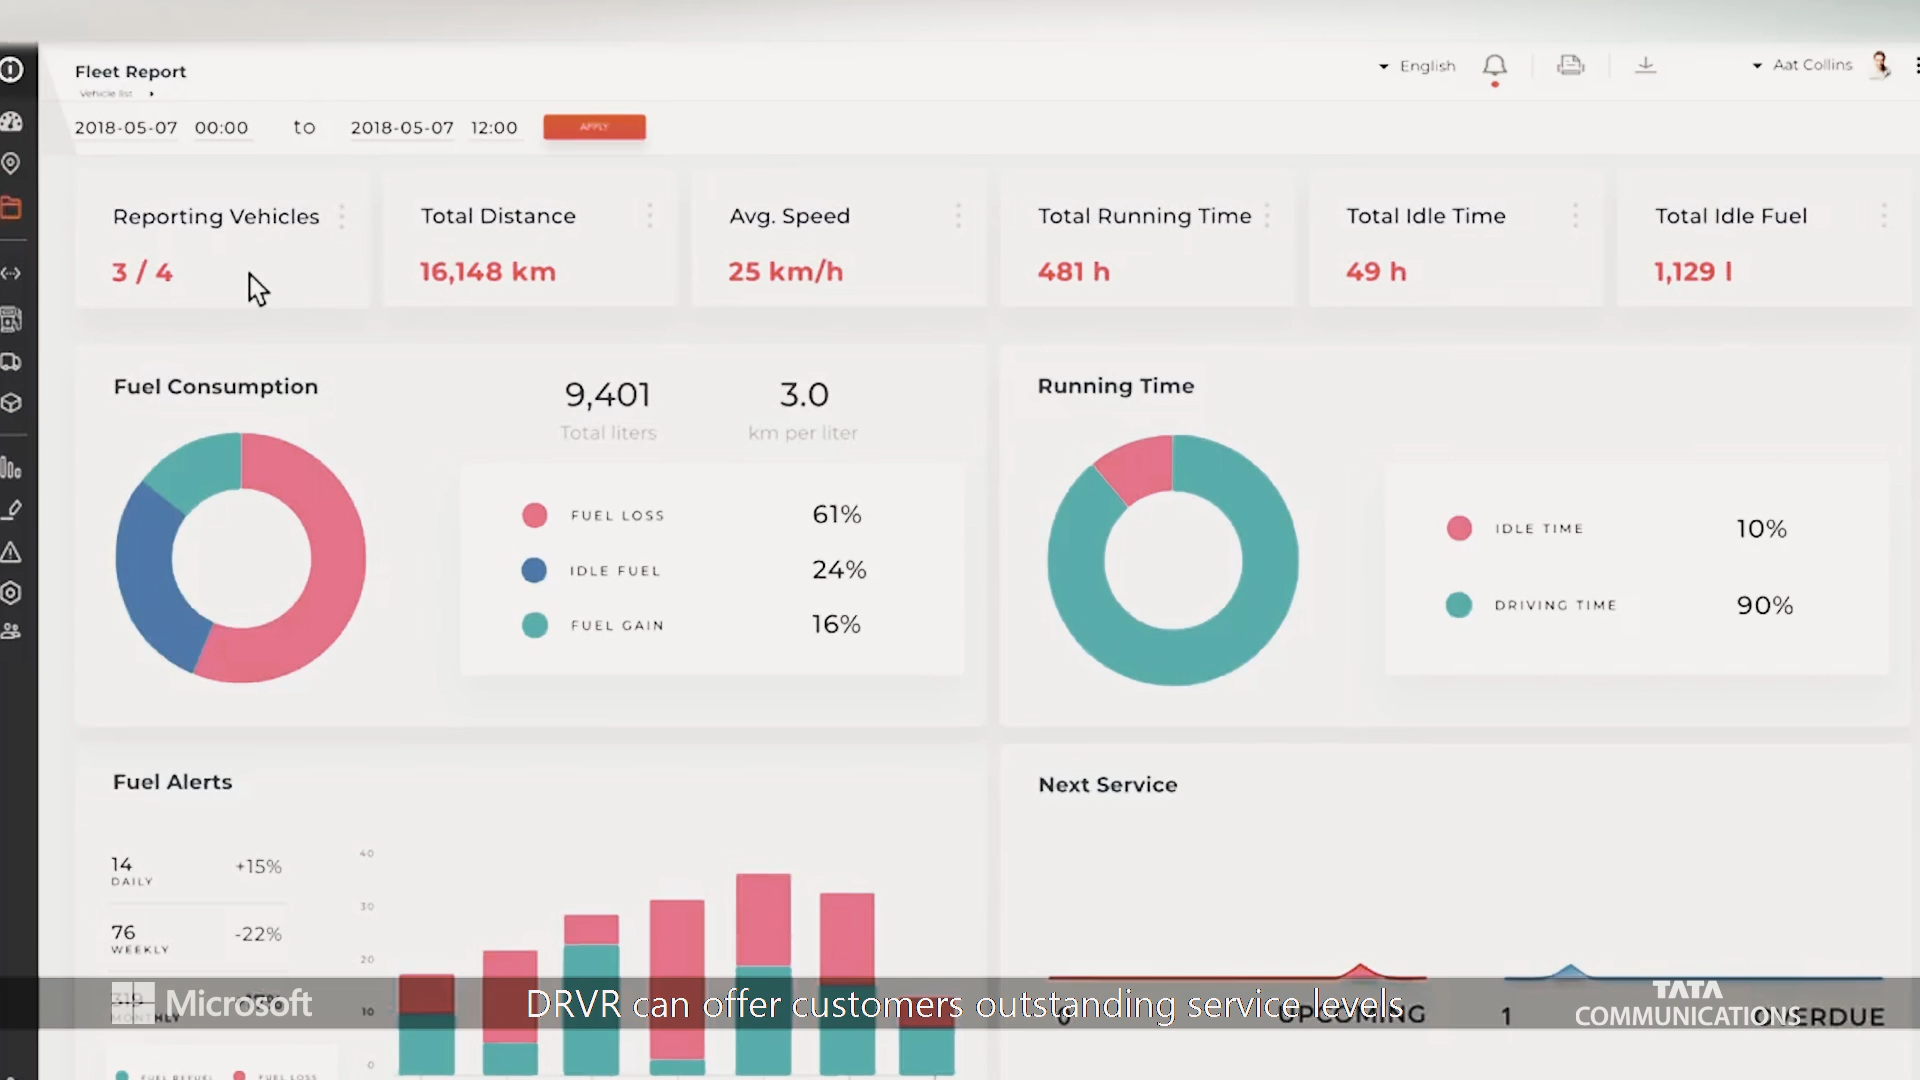 Fleet Report
English
Aat Collins
Vehicle list
2018-05-07 00:00 to 2018-05-07 12:00 APPLY
Reporting Vehicles
3 / 4
Total Distance
16,148 km
Avg. Speed
25 km/h
Total Running Time
481 h
Total Idle Time
49 h
Total Idle Fuel
1,129 l
Fuel Consumption
9,401
Total liters
3.0
km per liter
FUEL LOSS 61%
IDLE FUEL 24%
FUEL GAIN 16%
Running Time
IDLE TIME 10%
DRIVING TIME 90%
Fuel Alerts
14 +15%
DAILY
76 -22%
WEEKLY
MONTHLY
40
30
20
10
0
FUEL REFUEL FUEL LOSS
Next Service
0 UPCOMING
1 OVERDUE
Microsoft
DRVR can offer customers outstanding service levels
TATA
COMMUNICATIONS